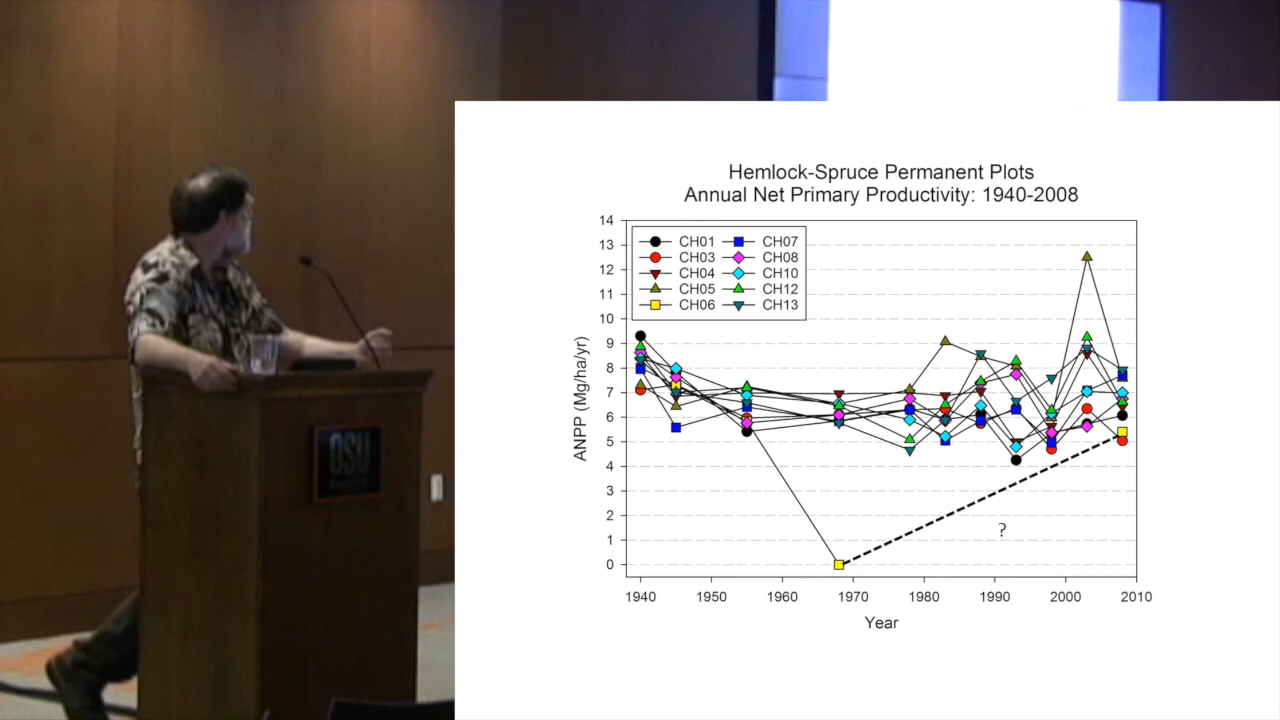 Hemlock-Spruce Permanent Plots
Annual Net Primary Productivity: 1940-2008
14
13
12
11
10
9
8
7
6
5
4
3
2
1
0
ANPP (Mg/ha/yr)
CH01 CH07
CH03 CH08
CH04 CH10
CH05 CH12
CH06 CH13
?
1940 1950 1960 1970 1980 1990 2000 2010
Year
OSU